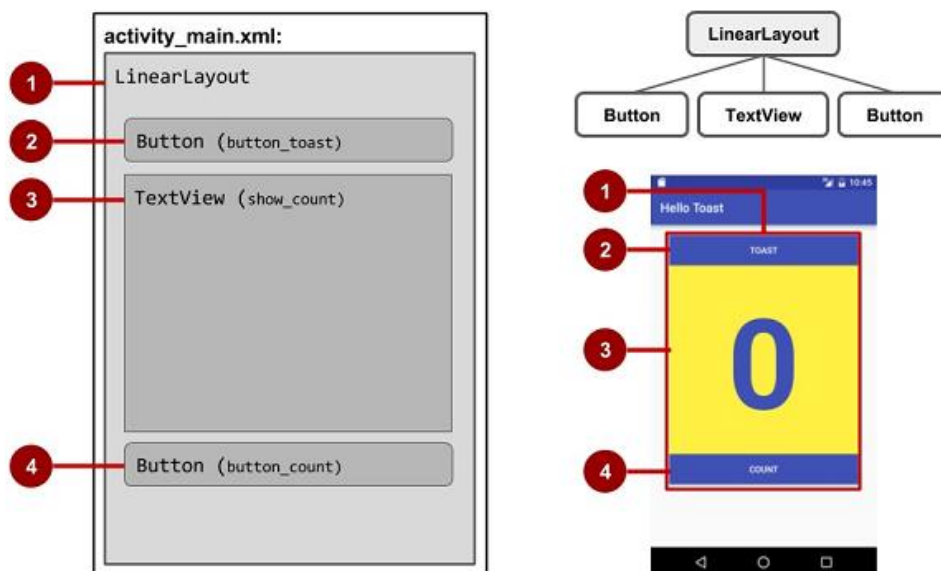 activity_main.xml:
1
LinearLayout
2
Button (button_toast)
3
TextView (show_count)
4
Button (button_count)
LinearLayout
Button TextView Button
1
10:45
Hello Toast
2
TOAST
3
0
4
COUNT